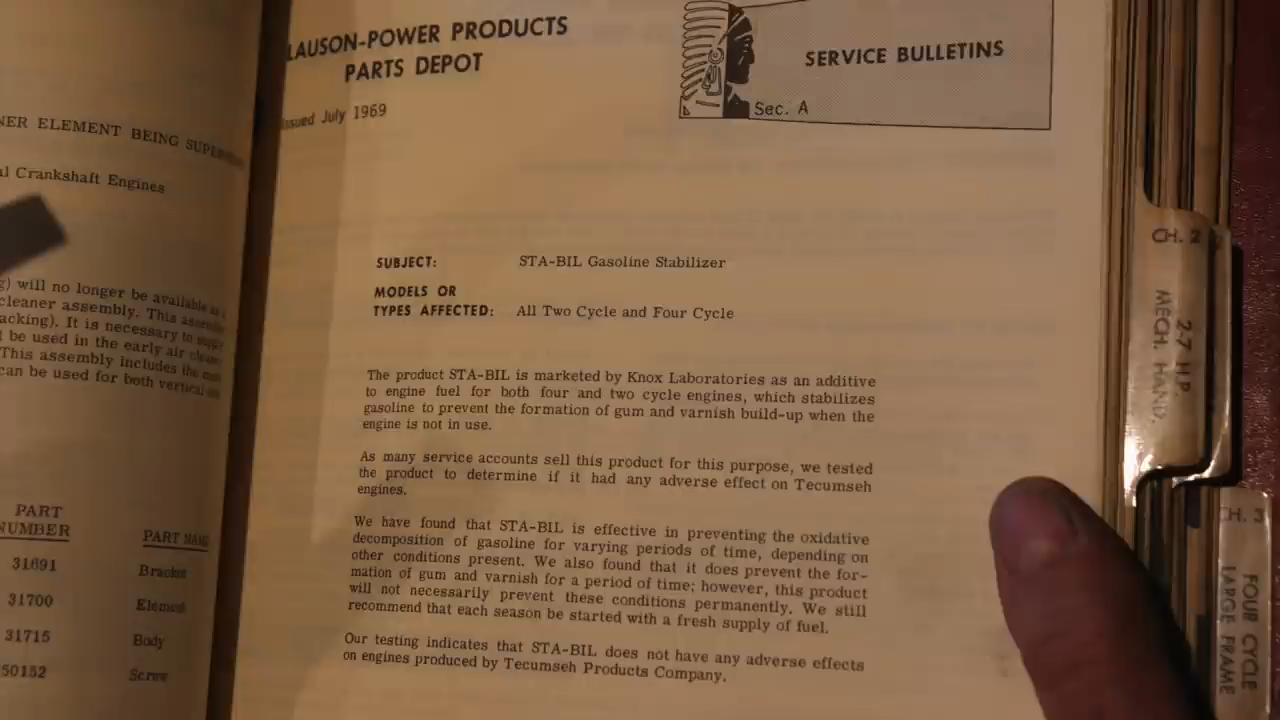 LAUSON-POWER PRODUCTS
PARTS DEPOT
Issued July 1969
SERVICE BULLETINS
Sec. A
SUBJECT: STA-BIL Gasoline Stabilizer
MODELS OR
TYPES AFFECTED: All Two Cycle and Four Cycle
The product STA-BIL is marketed by Knox Laboratories as an additive
to engine fuel for both four and two cycle engines, which stabilizes
gasoline to prevent the formation of gum and varnish build-up when the
engine is not in use.
As many service accounts sell this product for this purpose, we tested
the product to determine if it had any adverse effect on Tecumseh
engines.
We have found that STA-BIL is effective in preventing the oxidative
decomposition of gasoline for varying periods of time, depending on
other conditions present. We also found that it does prevent the for-
mation of gum and varnish for a period of time; however, this product
will not necessarily prevent these conditions permanently. We still
recommend that each season be started with a fresh supply of fuel.
Our testing indicates that STA-BIL does not have any adverse effects
on engines produced by Tecumseh Products Company.
ELEMENT BEING
Crankshaft Engines
will no longer be available
cleaner assembly. This
It is necessary to
be used in the early air
This assembly includes the
can be used for both vertical
PART
NUMBER PART NAME
31691 Bracket
31700 Element
31715 Body
50152 Screw
CH. 2
2-7 H.P.
MECH. HAND.
CH. 3
FOUR CYCLE
LARGE FRAME